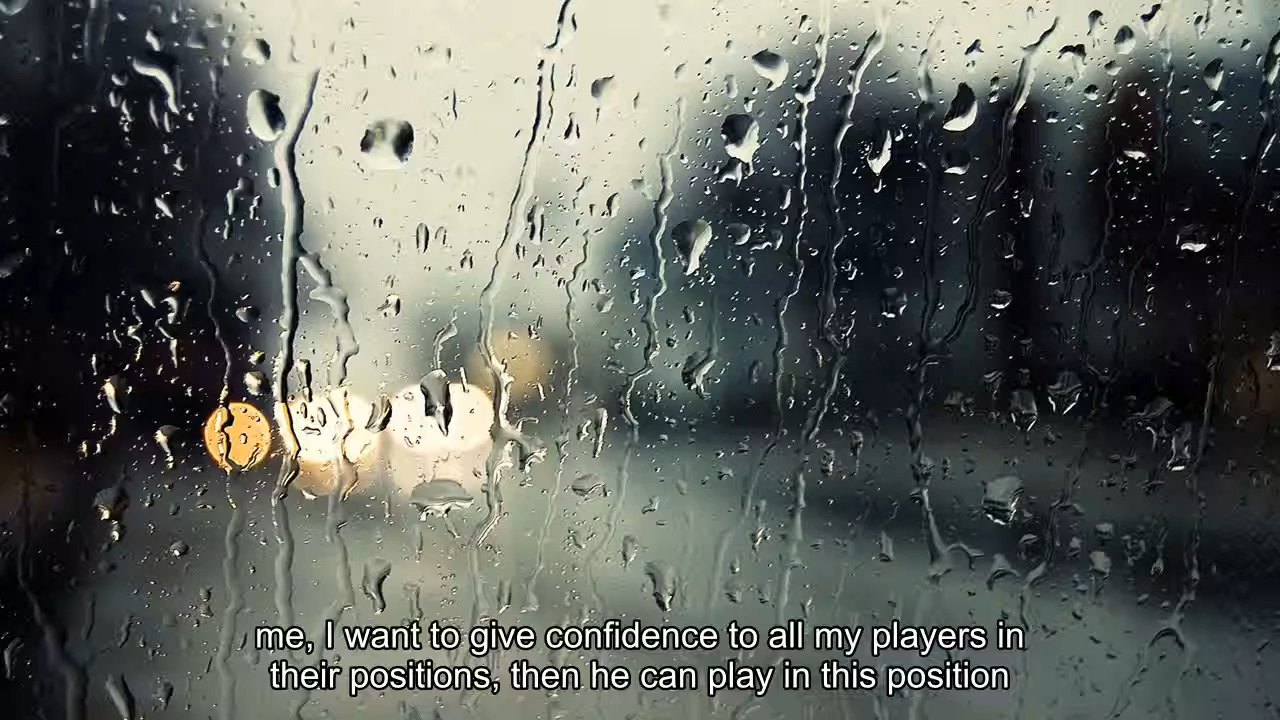 me, I want to give confidence to all my players in
their positions, then he can play in this position